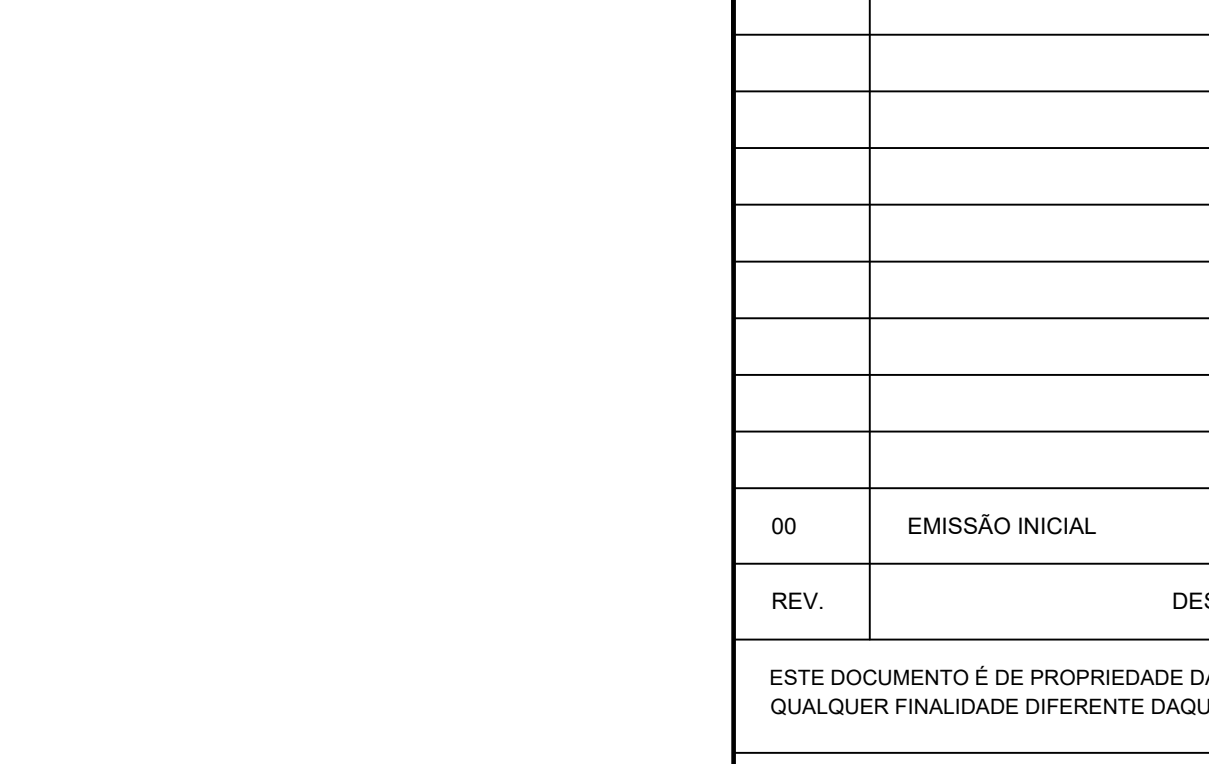 00 EMISSÃO INICIAL
REV.
ESTE DOCUMENTO É DE PROPRIEDADE
QUALQUER FINALIDADE DIFERENTE